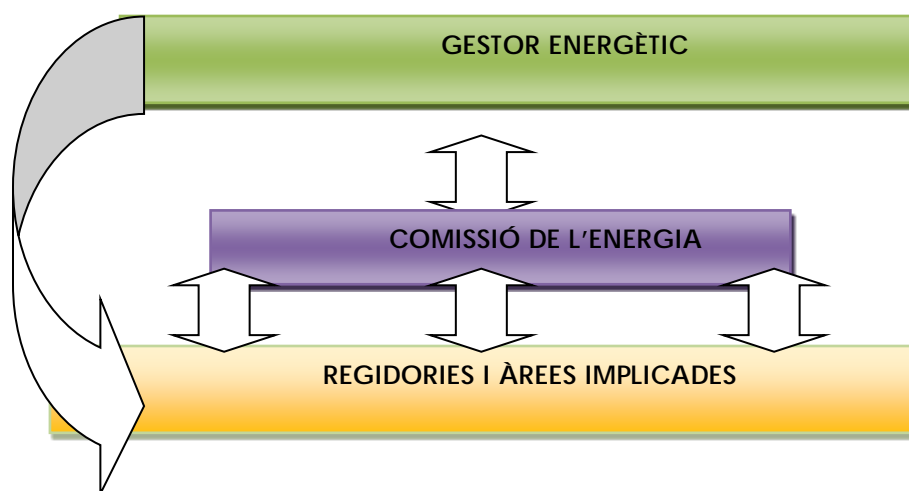 GESTOR ENERGÈTIC
COMISSIÓ DE L'ENERGIA
REGIDORIES I ÀREES IMPLICADES